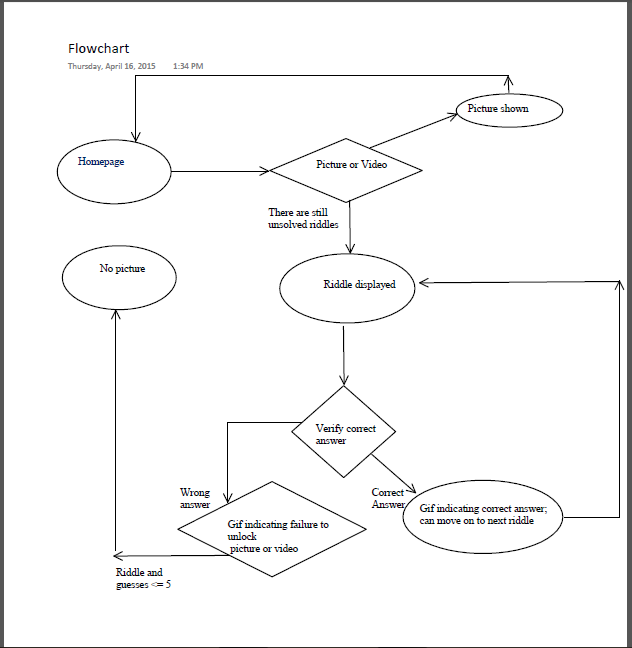 Flowchart
Thursday, April 16, 2015 1:34 PM
Picture shown
Homepage
Picture or Video
There are still
unsolved riddles
No picture
Riddle displayed
Verify correct
answer
Wrong
answer
Correct
Answer
Gif indicating correct answer;
can move on to next riddle
Gif indicating failure to
unlock
picture or video
Riddle and
guesses <= 5